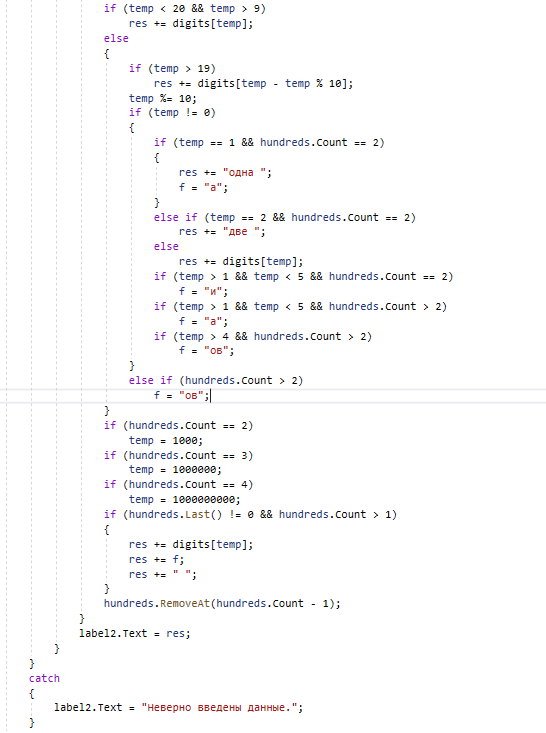 if (temp < 20 && temp > 9)
res += digits[temp];
else
{
if (temp > 19)
res += digits[temp - temp % 10];
temp %= 10;
if (temp != 0)
{
if (temp == 1 && hundreds.Count == 2)
{
res += "одна ";
f = "а";
}
else if (temp == 2 && hundreds.Count == 2)
res += "две ";
else
res += digits[temp];
if (temp > 1 && temp < 5 && hundreds.Count == 2)
f = "и";
if (temp > 1 && temp < 5 && hundreds.Count > 2)
f = "а";
if (temp > 4 && hundreds.Count > 2)
f = "ов";
}
else if (hundreds.Count > 2)
f = "ов";
}
if (hundreds.Count == 2)
temp = 1000;
if (hundreds.Count == 3)
temp = 1000000;
if (hundreds.Count == 4)
temp = 1000000000;
if (hundreds.Last() != 0 && hundreds.Count > 1)
{
res += digits[temp];
res += f;
res += " ";
}
hundreds.RemoveAt(hundreds.Count - 1);
}
label2.Text = res;
}
}
catch
{
label2.Text = "Неверно введены данные.";
}